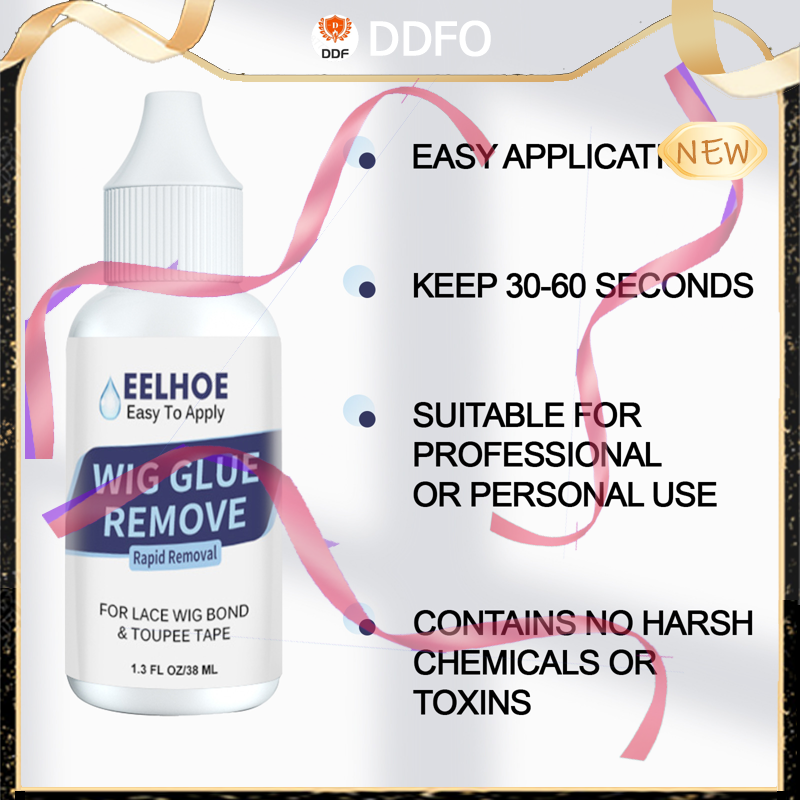 DDF
DDFO
NEW
EELHOE
Easy To Apply
WIG GLUE
REMOVE
Rapid Removal
FOR LACE WIG BOND
& TOUPEE TAPE
1.3 FL OZ/38 ML
EASY APPLICATI
KEEP 30-60 SECONDS
SUITABLE FOR
PROFESSIONAL
OR PERSONAL USE
CONTAINS NO HARSH
CHEMICALS OR
TOXINS